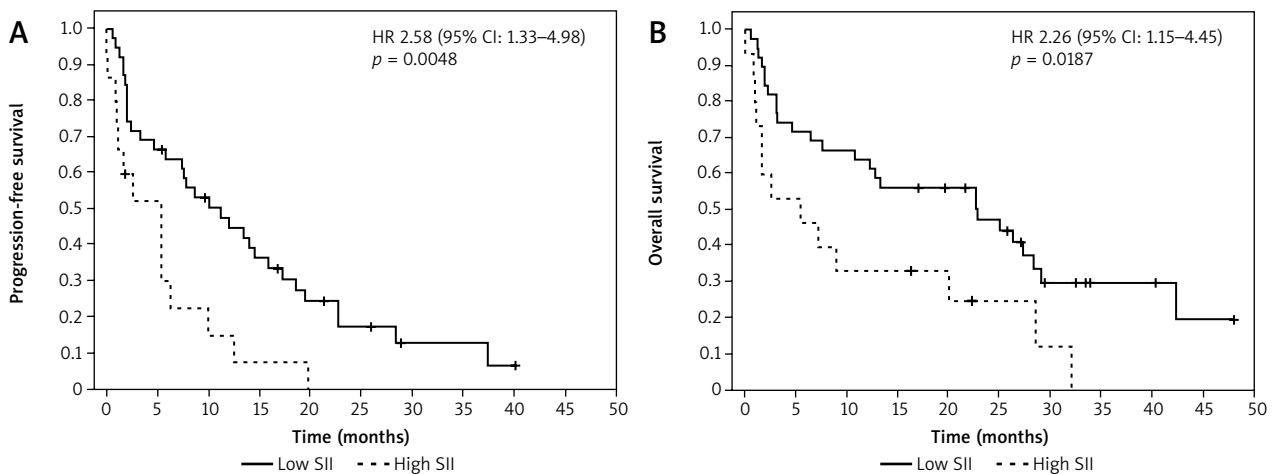 A
HR 2.58 (95% CI: 1.33–4.98)
p = 0.0048
Progression-free survival
1.0
0.9
0.8
0.7
0.6
0.5
0.4
0.3
0.2
0.1
0
0 5 10 15 20 25 30 35 40 45 50
Time (months)
Low SII High SII
B
HR 2.26 (95% CI: 1.15–4.45)
p = 0.0187
Overall survival
1.0
0.9
0.8
0.7
0.6
0.5
0.4
0.3
0.2
0.1
0
0 5 10 15 20 25 30 35 40 45 50
Time (months)
Low SII High SII